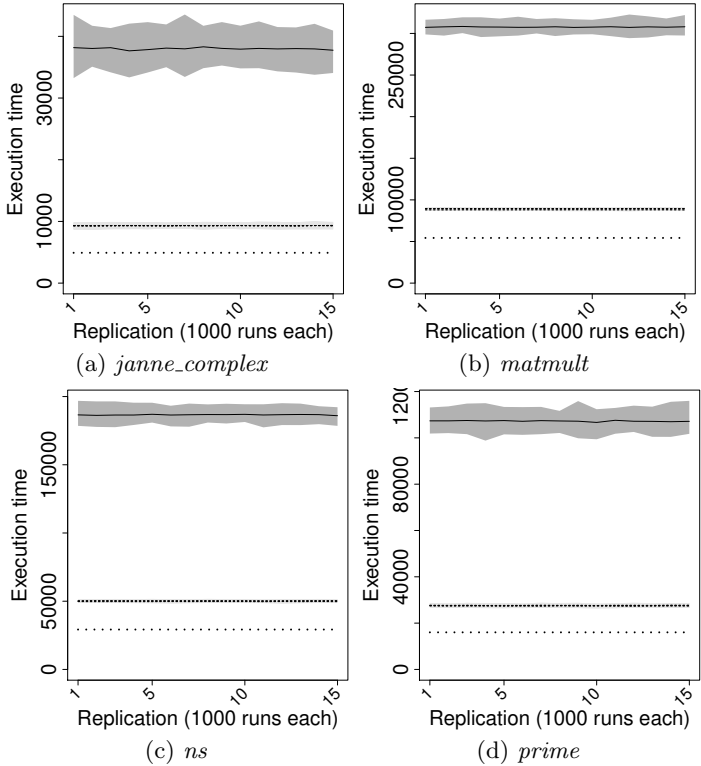 Execution time
0 10000 30000
1 5 10 15
Replication (1000 runs each)
(a) janne_complex
Execution time
0 100000 250000
1 5 10 15
Replication (1000 runs each)
(b) matmult
Execution time
0 50000 150000
1 5 10 15
Replication (1000 runs each)
(c) ns
Execution time
0 40000 80000
1 5 10 15
Replication (1000 runs each)
(d) prime